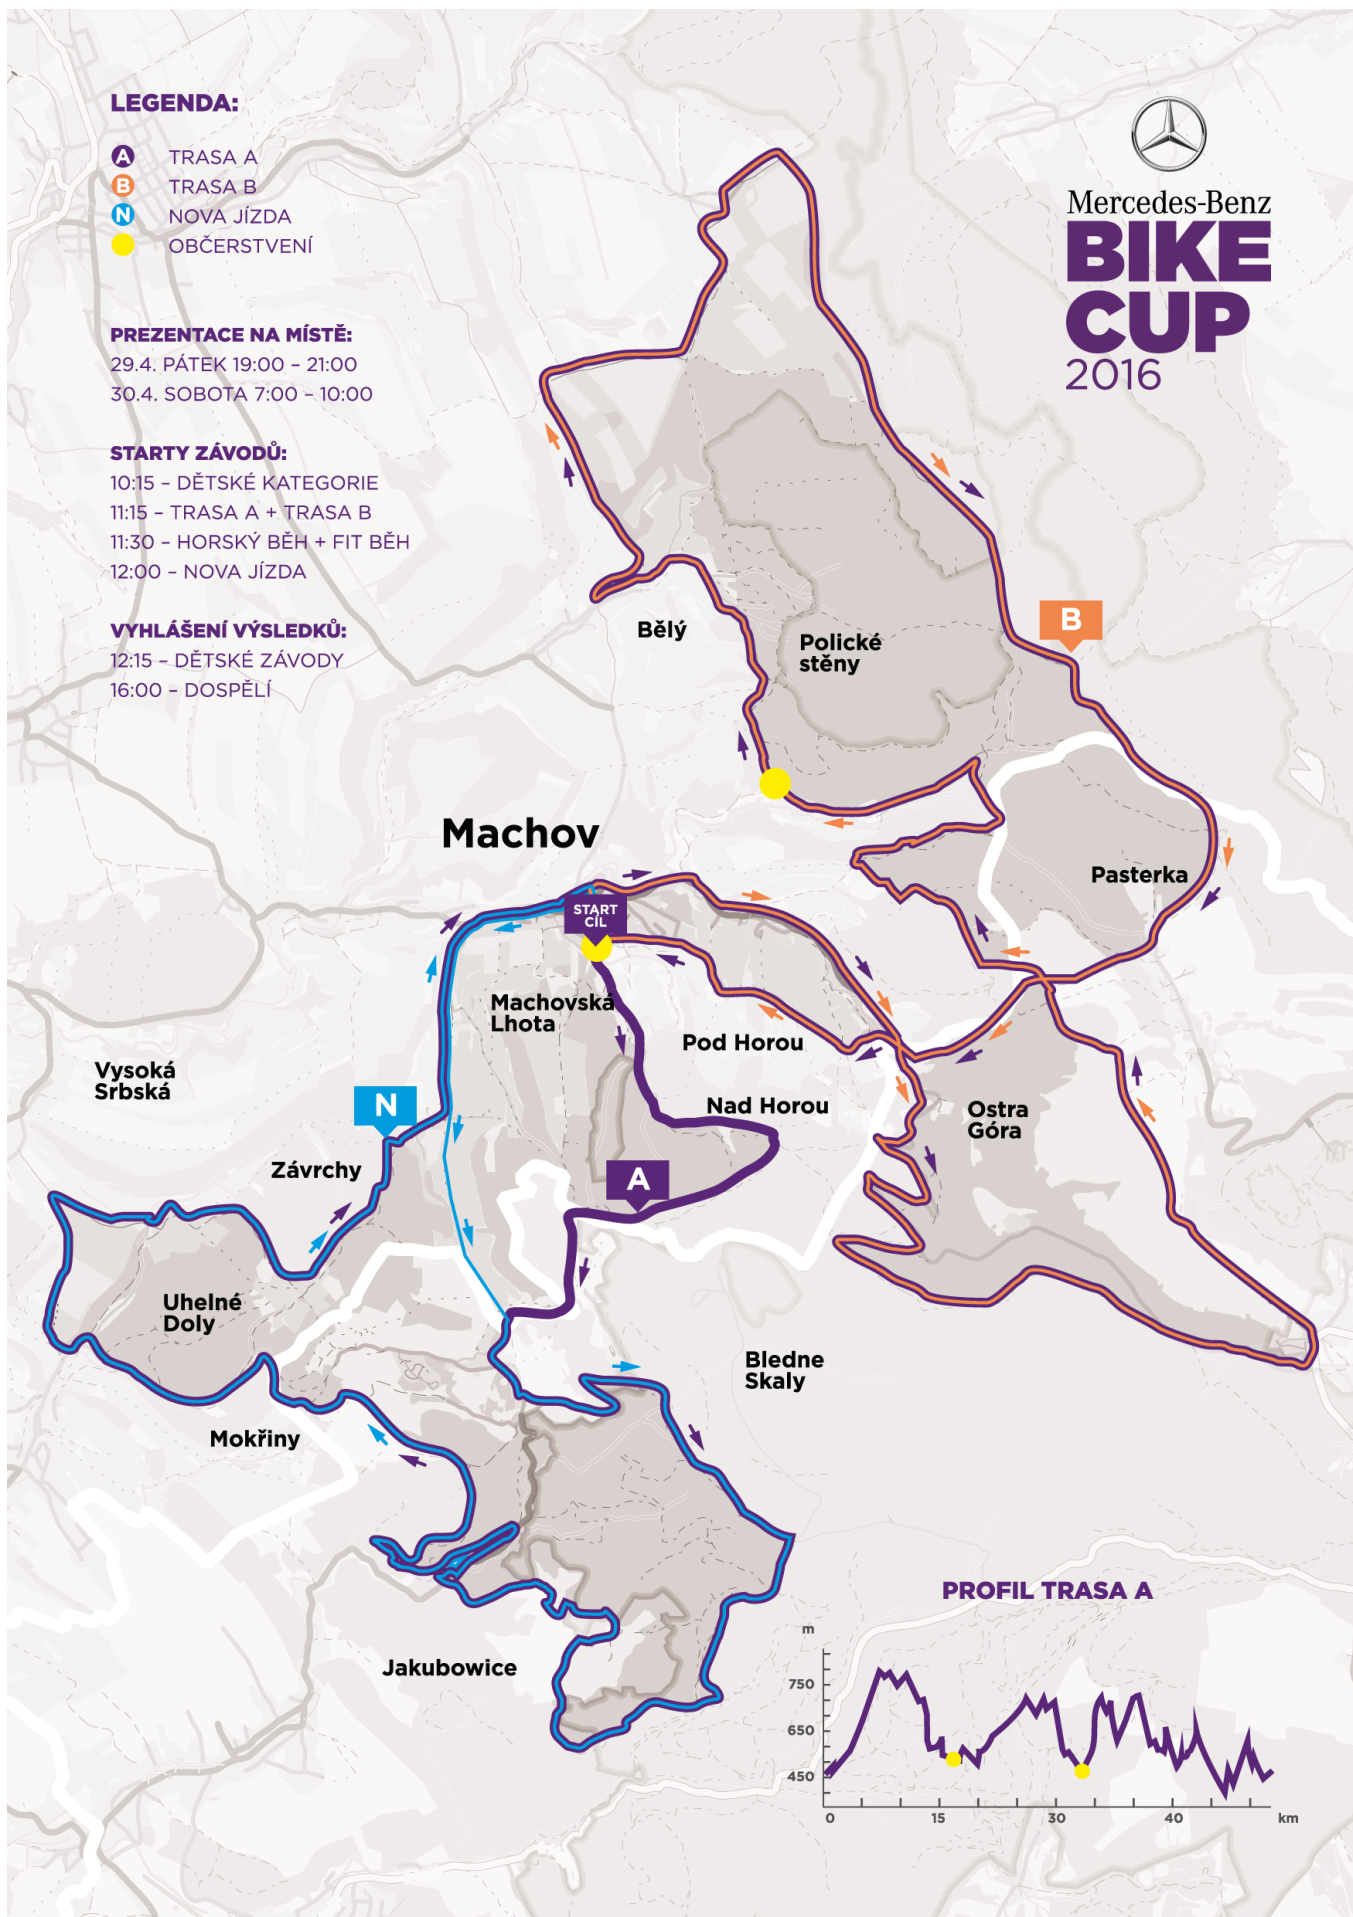 LEGENDA:
A TRASA A
B TRASA B
N NOVA JÍZDA
OBČERSTVENÍ
PREZENTACE NA MÍSTĚ:
29.4. PÁTEK 19:00 – 21:00
30.4. SOBOTA 7:00 – 10:00
STARTY ZÁVODŮ:
10:15 – DĚTSKÉ KATEGORIE
11:15 – TRASA A + TRASA B
11:30 – HORSKÝ BĚH + FIT BĚH
12:00 – NOVA JÍZDA
VYHLÁŠENÍ VÝSLEDKŮ:
12:15 – DĚTSKÉ ZÁVODY
16:00 – DOSPĚLÍ
Mercedes-Benz
BIKE
CUP
2016
B
Bělý
Polické
stěny
Machov
Pasterka
START
CÍL
Machovská
Lhota
Pod Horou
Vysoká
Srbská
N
Nad Horou
Ostra
Góra
Závrchy
A
Uhelné
Doly
Bledne
Skaly
Mokřiny
Jakubowice
PROFIL TRASA A
m
750
650
450
0 15 30 40 km